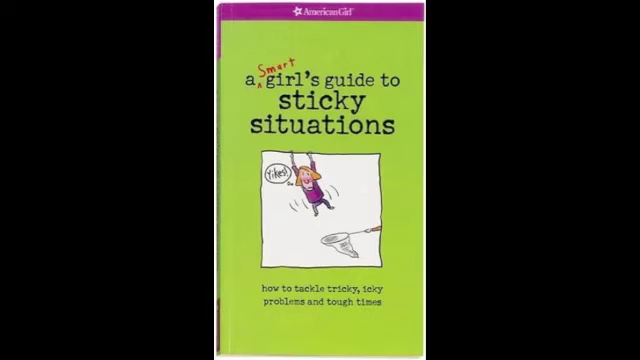 American Girl
Smart
a ^ girl's guide to
sticky
situations
Yikes!
how to tackle tricky, icky
problems and tough times